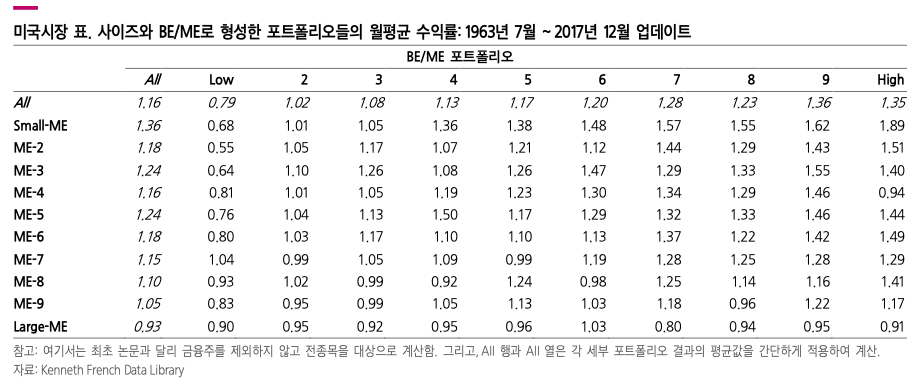 미국시장 표. 사이즈와 BE/ME로 형성한 포트폴리오들의 월평균 수익률: 1963년 7월 ~ 2017년 12월 업데이트
BE/ME 포트폴리오
All Low 2 3 4 5 6 7 8 9 High
All 1.16 0.79 1.02 1.08 1.13 1.17 1.20 1.28 1.23 1.36 1.35
Small-ME 1.36 0.68 1.01 1.05 1.36 1.38 1.48 1.57 1.55 1.62 1.89
ME-2 1.18 0.55 1.05 1.17 1.07 1.21 1.12 1.44 1.29 1.43 1.51
ME-3 1.24 0.64 1.10 1.26 1.08 1.26 1.47 1.29 1.33 1.55 1.40
ME-4 1.16 0.81 1.01 1.05 1.19 1.23 1.30 1.34 1.29 1.46 0.94
ME-5 1.24 0.76 1.04 1.13 1.50 1.17 1.29 1.32 1.33 1.46 1.44
ME-6 1.18 0.80 1.03 1.17 1.10 1.10 1.13 1.37 1.22 1.42 1.49
ME-7 1.15 1.04 0.99 1.05 1.09 0.99 1.19 1.28 1.25 1.28 1.29
ME-8 1.10 0.93 1.02 0.99 0.92 1.24 0.98 1.25 1.14 1.16 1.41
ME-9 1.05 0.83 0.95 0.99 1.05 1.13 1.03 1.18 0.96 1.22 1.17
Large-ME 0.93 0.90 0.95 0.92 0.95 0.96 1.03 0.80 0.94 0.95 0.91
참고: 여기서는 최초 논문과 달리 금융주를 제외하지 않고 전종목을 대상으로 계산함. 그리고, All 행과 All 열은 각 세부 포트폴리오 결과의 평균값을 간단하게 적용하여 계산.
자료: Kenneth French Data Library